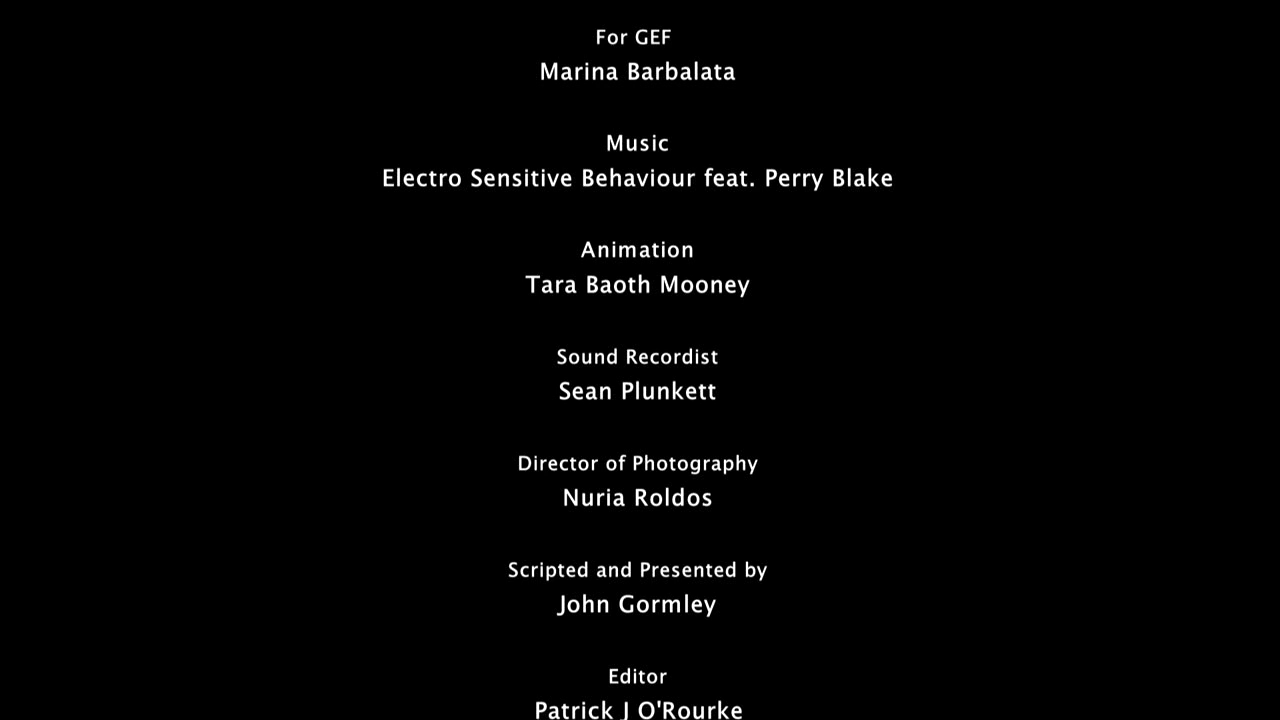 For GEF
Marina Barbalata
Music
Electro Sensitive Behaviour feat. Perry Blake
Animation
Tara Baoth Mooney
Sound Recordist
Sean Plunkett
Director of Photography
Nuria Roldos
Scripted and Presented by
John Gormley
Editor
Patrick J O'Rourke